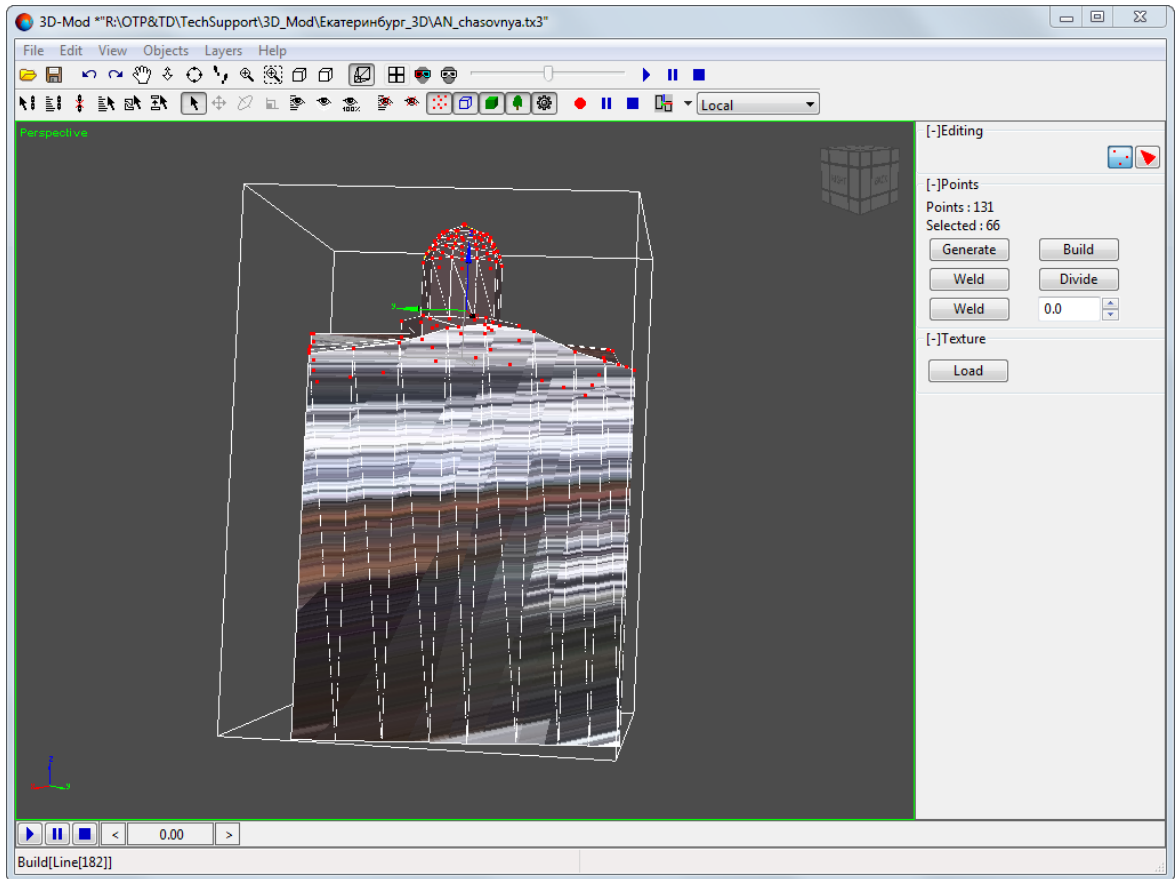 3D-Mod *"R:\OTP&TD\TechSupport\3D_Mod\Екатеринбург_3D\AN_chasovnya.tx3"
File Edit View Objects Layers Help
100%
Local
Perspective
[-]Editing
[-]Points
Points : 131
Selected : 66
Generate Build
Weld Divide
Weld 0.0
[-]Texture
Load
z
y
< 0.00 >
Build[Line[182]]